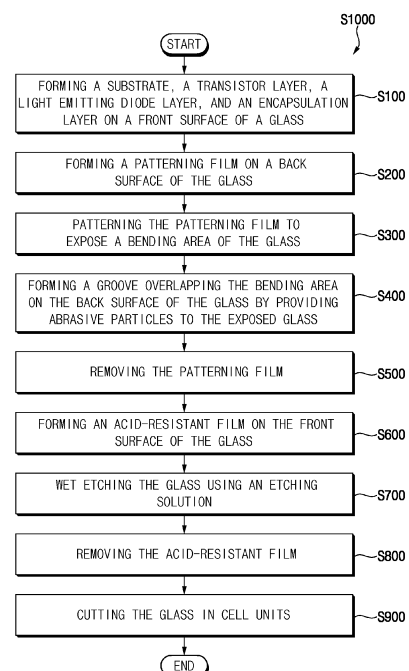 S1000
START
FORMING A SUBSTRATE, A TRANSISTOR LAYER, A
LIGHT EMITTING DIODE LAYER, AND AN ENCAPSULATION
LAYER ON A FRONT SURFACE OF A GLASS
S100
FORMING A PATTERNING FILM ON A BACK
SURFACE OF THE GLASS
S200
PATTERNING THE PATTERNING FILM TO
EXPOSE A BENDING AREA OF THE GLASS
S300
FORMING A GROOVE OVERLAPPING THE BENDING AREA
ON THE BACK SURFACE OF THE GLASS BY PROVIDING
ABRASIVE PARTICLES TO THE EXPOSED GLASS
S400
REMOVING THE PATTERNING FILM
S500
FORMING AN ACID-RESISTANT FILM ON THE FRONT
SURFACE OF THE GLASS
S600
WET ETCHING THE GLASS USING AN ETCHING
SOLUTION
S700
REMOVING THE ACID-RESISTANT FILM
S800
CUTTING THE GLASS IN CELL UNITS
S900
END